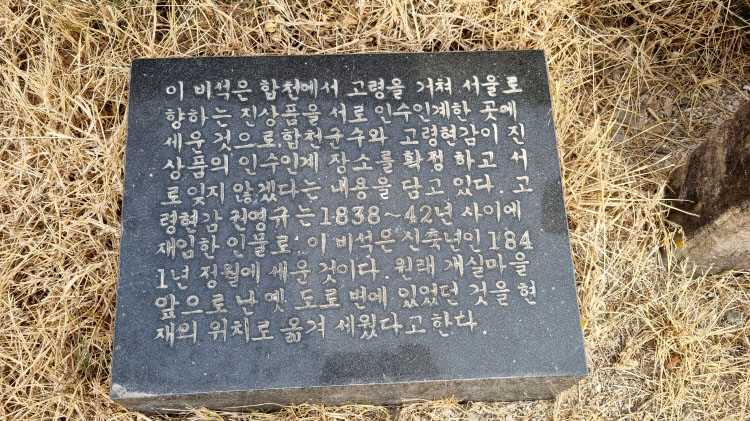 이 비석은 합천에서 고령을 거쳐 서울로
향하는 진상품을 서로 인수인계한 곳에
세운 것으로 합천군수와 고령현감이 진
상품의 인수인계 장소를 확정 하고 서
로 잊지 않겠다는 내용을 담고 있다. 고
령현감 권영규는 1838~42년 사이에
재임한 인물로, 이 비석은 신축년인 184
1년 정월에 세운 것이다. 원래 개실마을
앞으로 난 옛 도로 변에 있었던 것을 현
재의 위치로 옮겨 세웠다고한다.